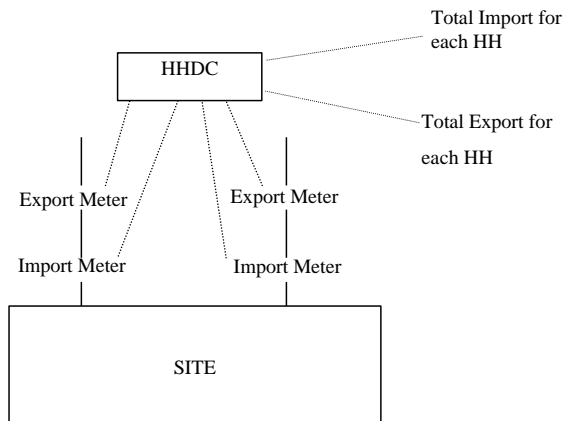 Total Import for
each HH
HHDC
Total Export for
each HH
Export Meter
Export Meter
Import Meter
Import Meter
SITE